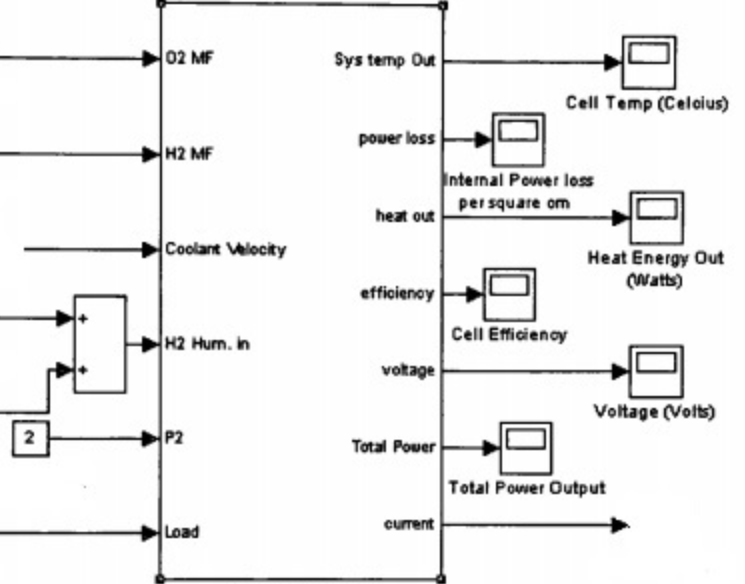 O2 MF
H2 MF
Coolant Velocity
+
+
H2 Hum. in
2
P2
Load
Sys temp Out
power loss
heat out
efficiency
voltage
Total Power
current
Cell Temp (Celcius)
Internal Power loss
per square cm
Heat Energy Out
(Watts)
Cell Efficiency
Voltage (Volts)
Total Power Output